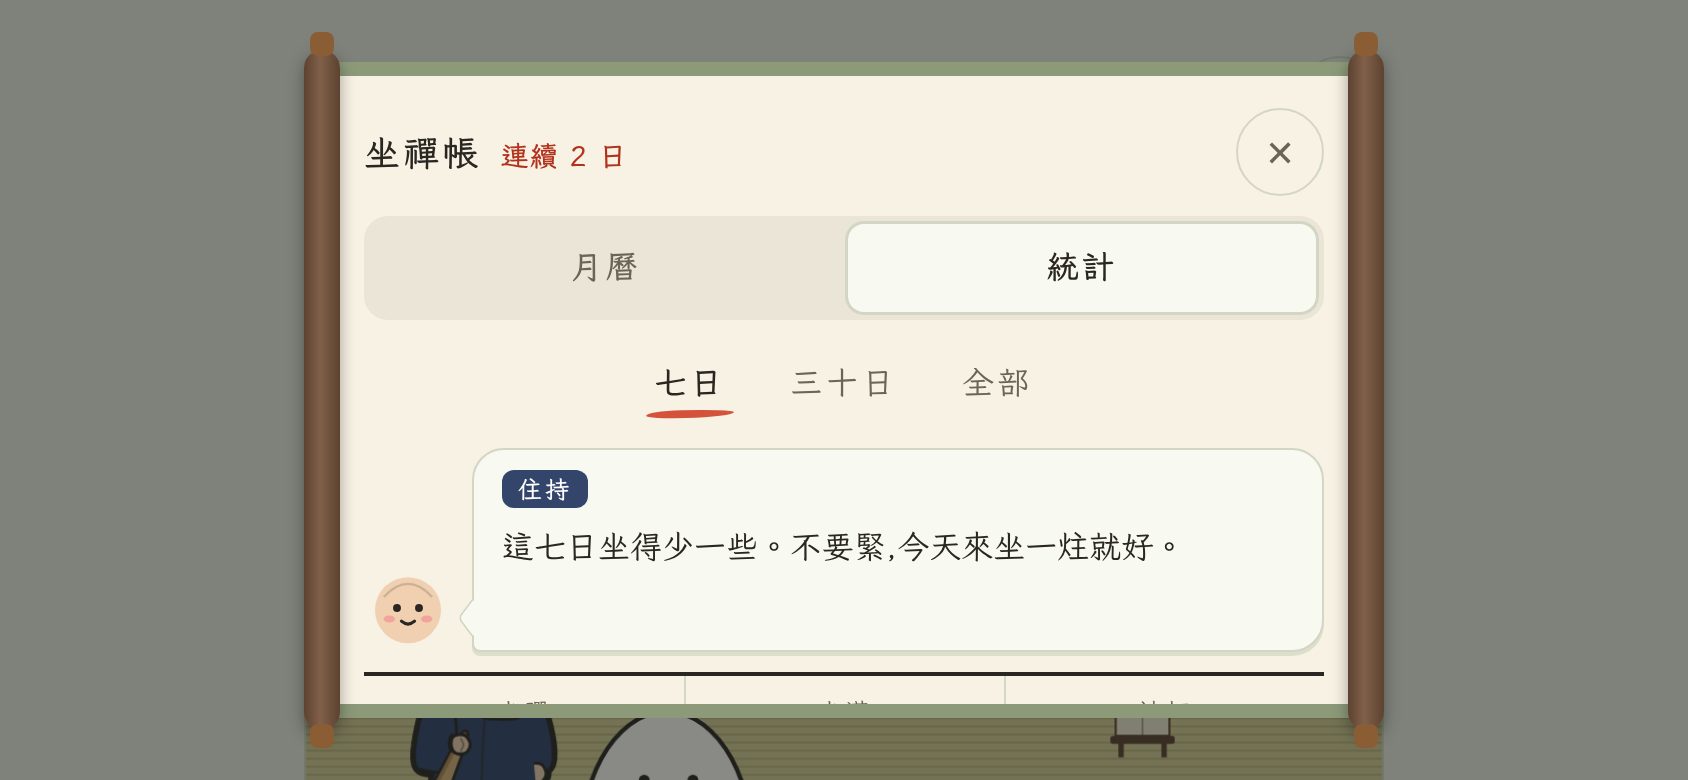 坐禪帳 連續 2 日
月曆 統計
七日 三十日 全部
住持
這七日坐得少一些。不要緊,今天來坐一炷就好。